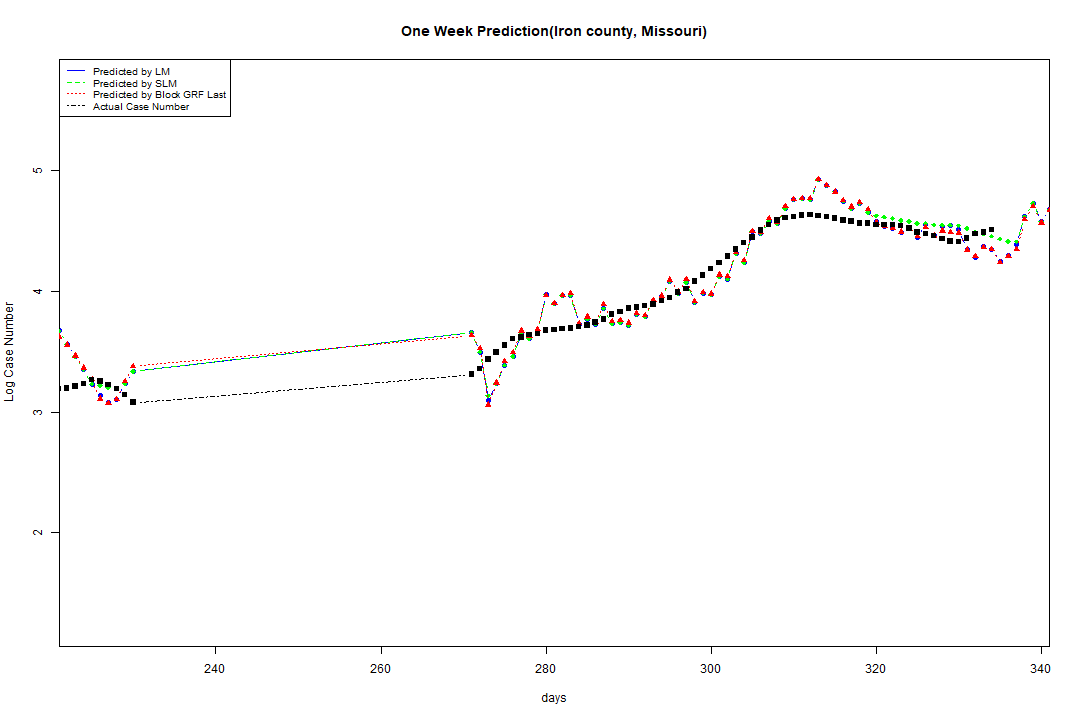 One Week Prediction(Iron county, Missouri)
Predicted by LM
Predicted by SLM
Predicted by Block GRF Last
Actual Case Number
5
4
3
2
Log Case Number
240 260 280 300 320 340
days